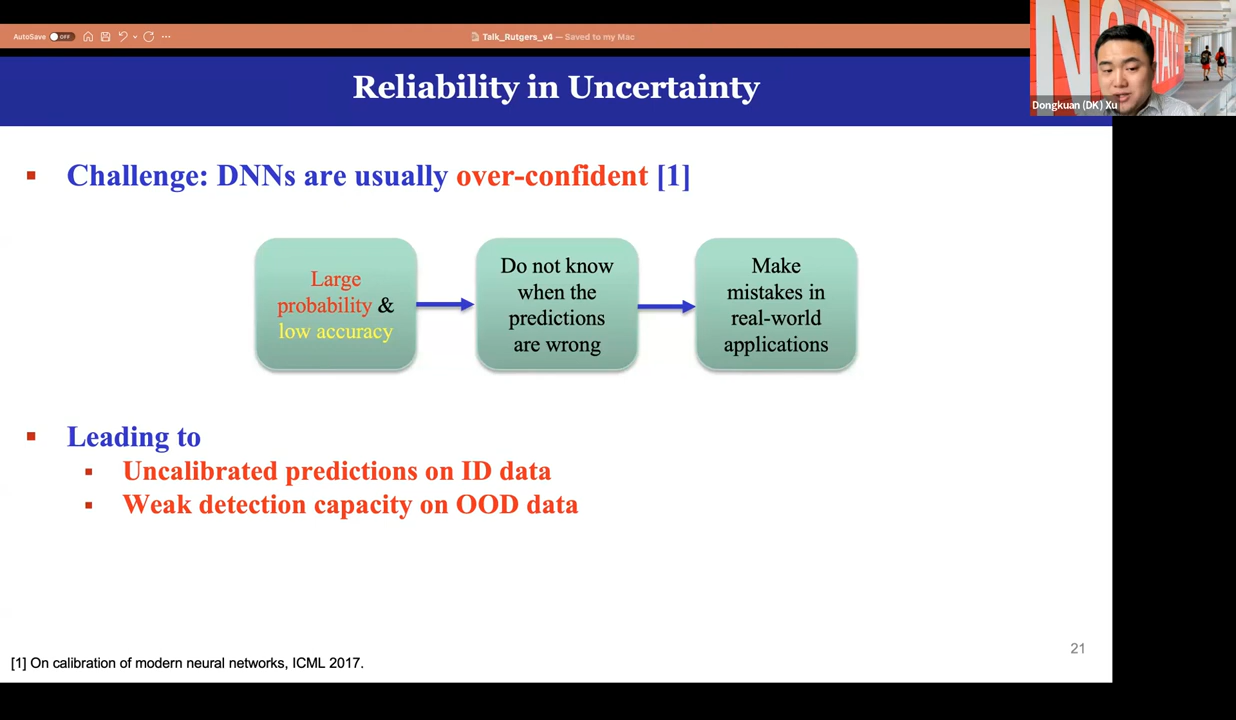 AutoSave OFF
Talk_Rutgers_v4 — Saved to my Mac
Reliability in Uncertainty
Dongkuan (DK) Xu
▪ Challenge: DNNs are usually over-confident [1]
Large
probability &
low accuracy
Do not know
when the
predictions
are wrong
Make
mistakes in
real-world
applications
▪ Leading to
▪ Uncalibrated predictions on ID data
▪ Weak detection capacity on OOD data
21
[1] On calibration of modern neural networks, ICML 2017.